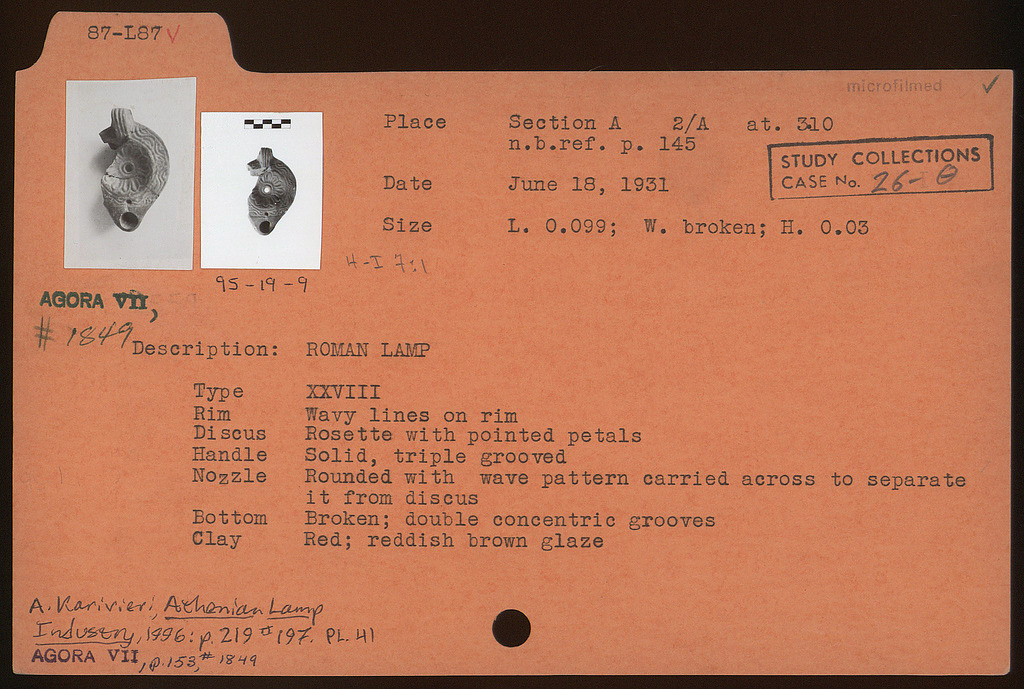 87-L87 √
microfilmed ✓
Place Section A 2/A at. 310
n.b.ref. p. 145
STUDY COLLECTIONS
CASE No. 26-θ
Date June 18, 1931
Size L. 0.099; W. broken; H. 0.03
95-19-9
AGORA VII,
# 1849
Description: ROMAN LAMP
Type XXVIII
Rim Wavy lines on rim
Discus Rosette with pointed petals
Handle Solid, triple grooved
Nozzle Rounded with wave pattern carried across to separate
it from discus
Bottom Broken; double concentric grooves
Clay Red; reddish brown glaze
A. Karivieri, Athenian Lamp
Industry, 1996: p. 219 # 197. PL. 41
AGORA VII, p. 153, # 1849